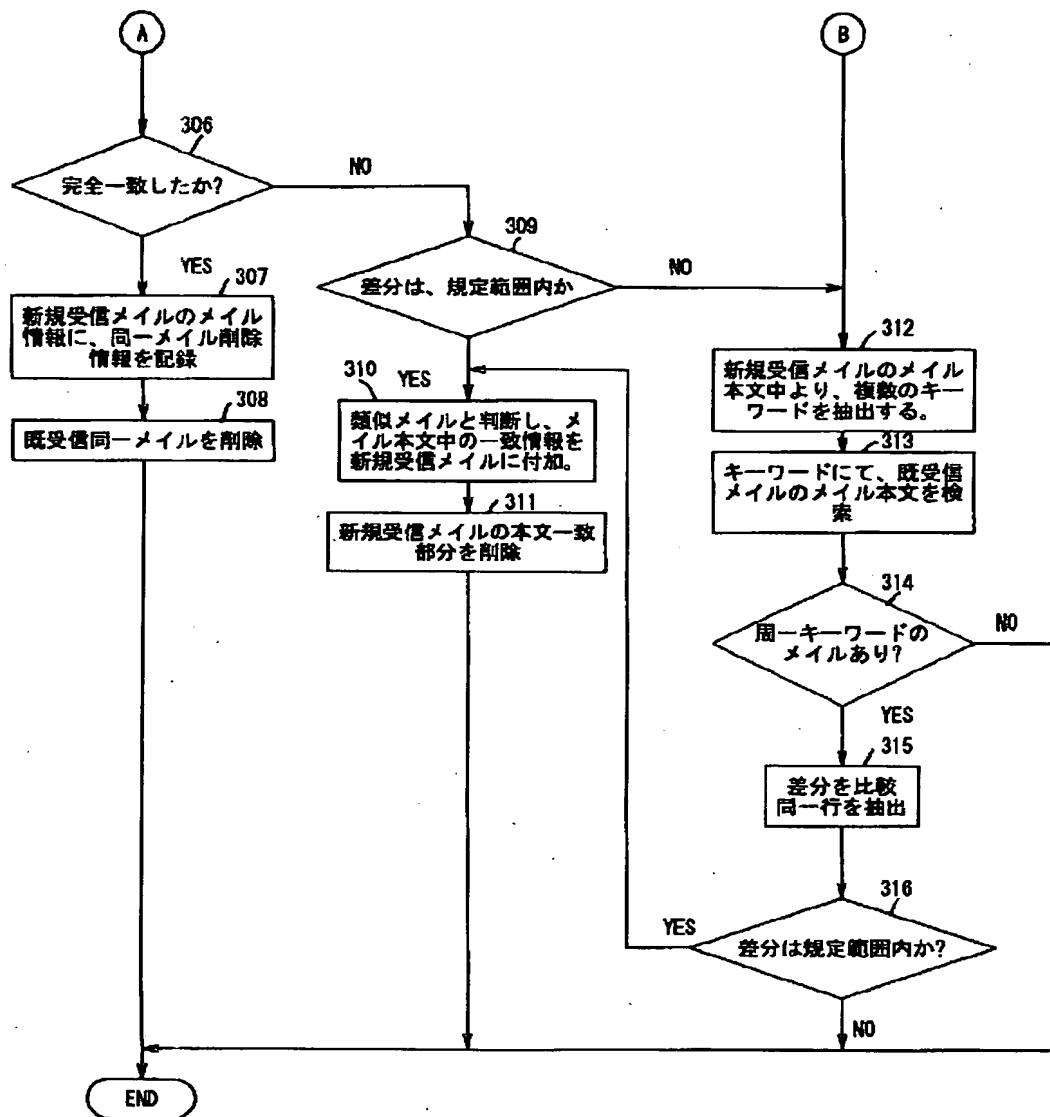 A
B
306
完全一致したか?
NO
YES
307
新規受信メイルのメイル
情報に、同一メイル削除
情報を記録
308
既受信同一メイルを削除
309
差分は、規定範囲内か
NO
YES
310
類似メイルと判断し、メ
イル本文中の一致情報を
新規受信メイルに付加。
311
新規受信メイルの本文一致
部分を削除
312
新規受信メイルのメイル
本文中より、複数のキー
ワードを抽出する。
313
キーワードにて、既受信
メイルのメイル本文を検
索
314
周一キーワードの
メイルあり?
NO
YES
315
差分を比較
同一行を抽出
316
差分は規定範囲内か?
YES
NO
END